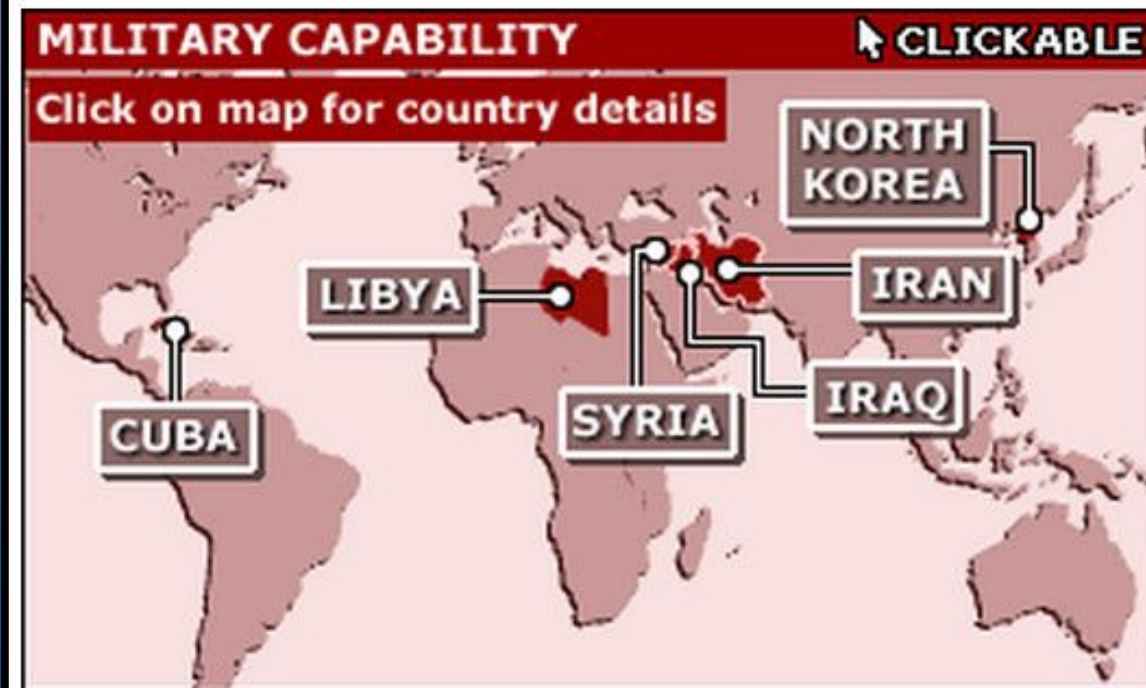 MILITARY CAPABILITY
CLICKABLE
Click on map for country details
NORTH
KOREA
LIBYA
IRAN
CUBA
SYRIA
IRAQ